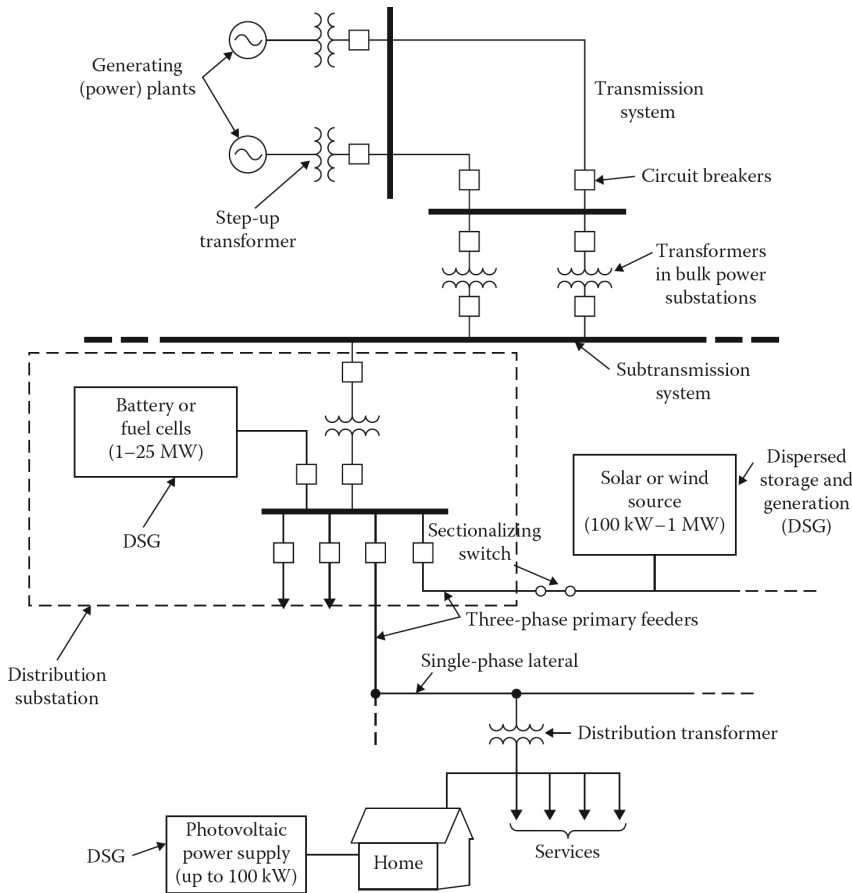 Generating
(power) plants
Transmission
system
Circuit breakers
Step-up
transformer
Transformers
in bulk power
substations
Subtransmission
system
Battery or
fuel cells
(1–25 MW)
DSG
Solar or wind
source
(100 kW–1 MW)
Dispersed
storage and
generation
(DSG)
Sectionalizing
switch
Three-phase primary feeders
Distribution
substation
Single-phase lateral
Distribution transformer
Services
Home
Photovoltaic
power supply
(up to 100 kW)
DSG